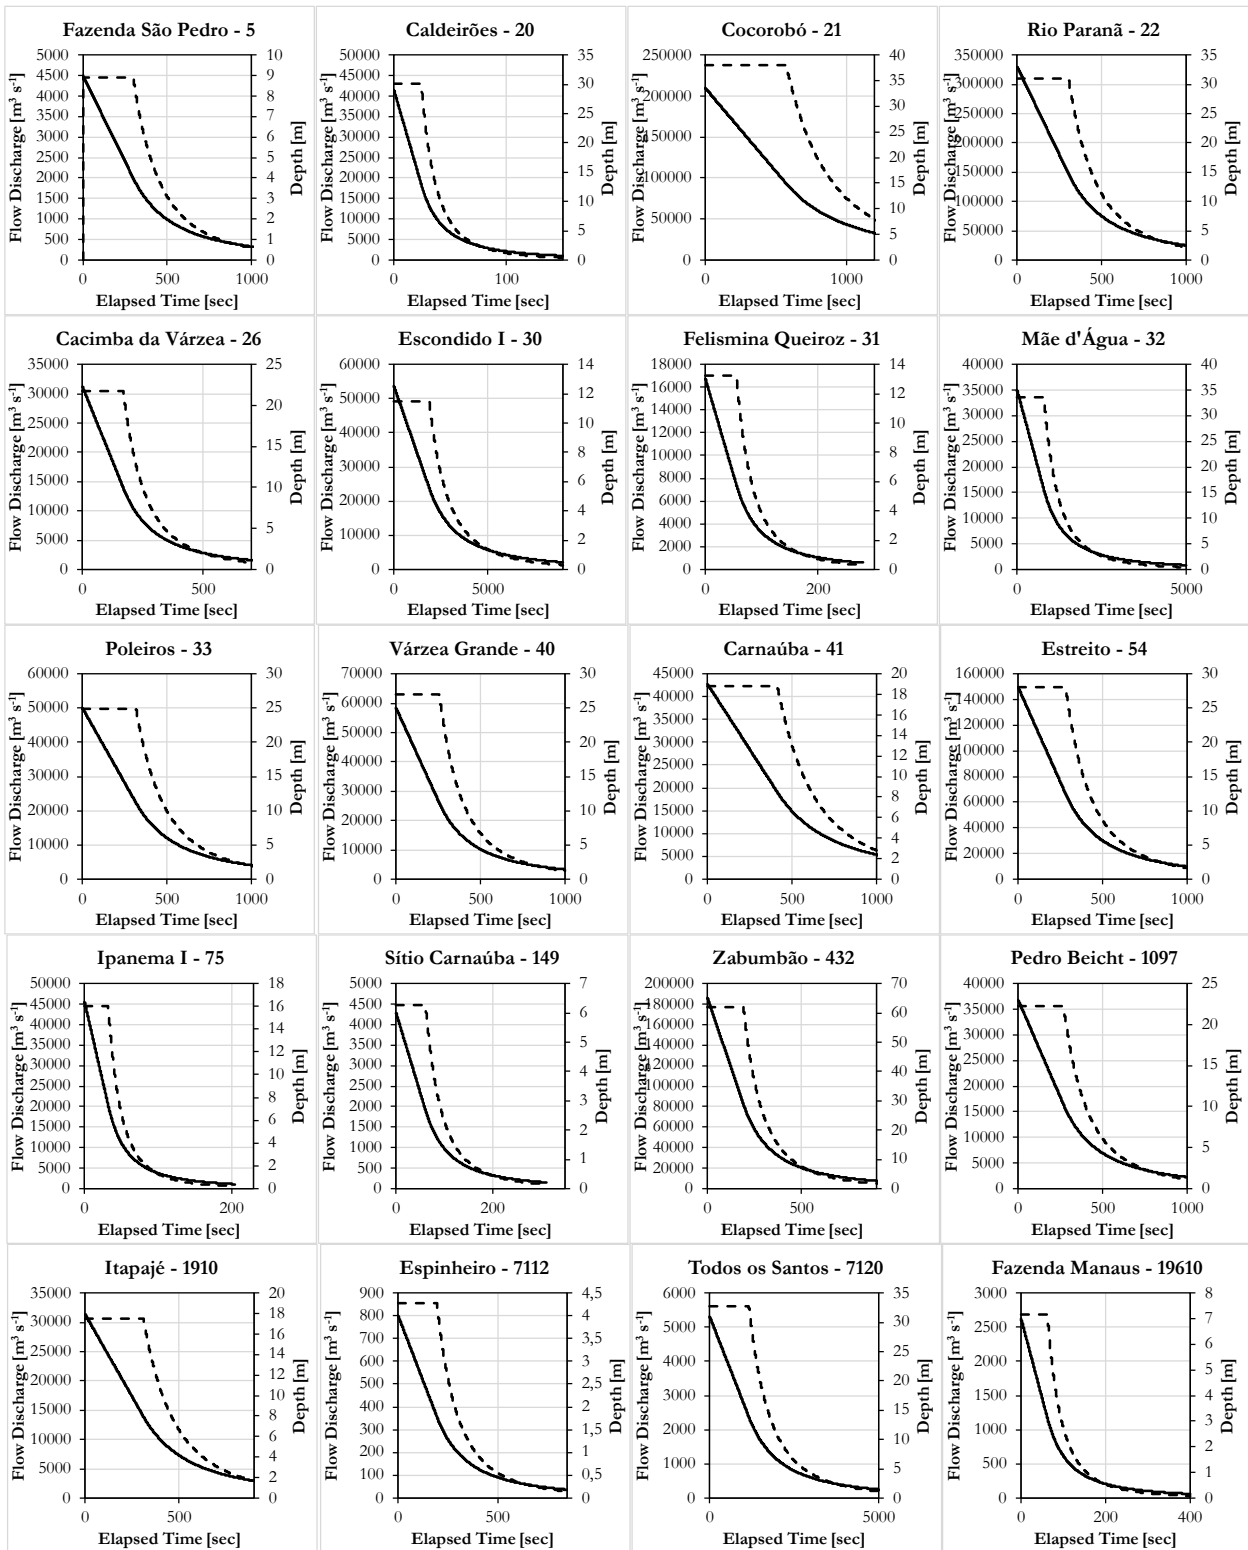 Fazenda São Pedro - 5
Flow Discharge [m³ s⁻¹]
5000 4500 4000 3500 3000 2500 2000 1500 1000 500 0
10 9 8 7 6 5 4 3 2 1 0
Depth [m]
0 500 1000
Elapsed Time [sec]
Caldeirões - 20
Flow Discharge [m³ s⁻¹]
50000 45000 40000 35000 30000 25000 20000 15000 10000 5000 0
35 30 25 20 15 10 5 0
Depth [m]
0 100
Elapsed Time [sec]
Cocorobó - 21
Flow Discharge [m³ s⁻¹]
250000 200000 150000 100000 50000 0
40 35 30 25 20 15 10 5 0
Depth [m]
0 1000
Elapsed Time [sec]
Rio Paranã - 22
Flow Discharge [m³ s⁻¹]
350000 300000 250000 200000 150000 100000 50000 0
35 30 25 20 15 10 5 0
Depth [m]
0 500 1000
Elapsed Time [sec]
Cacimba da Várzea - 26
Flow Discharge [m³ s⁻¹]
35000 30000 25000 20000 15000 10000 5000 0
25 20 15 10 5 0
Depth [m]
0 500
Elapsed Time [sec]
Escondido I - 30
Flow Discharge [m³ s⁻¹]
60000 50000 40000 30000 20000 10000 0
14 12 10 8 6 4 2 0
Depth [m]
0 5000
Elapsed Time [sec]
Felismina Queiroz - 31
Flow Discharge [m³ s⁻¹]
18000 16000 14000 12000 10000 8000 6000 4000 2000 0
14 12 10 8 6 4 2 0
Depth [m]
0 200
Elapsed Time [sec]
Mãe d'Água - 32
Flow Discharge [m³ s⁻¹]
40000 35000 30000 25000 20000 15000 10000 5000 0
40 35 30 25 20 15 10 5 0
Depth [m]
0 5000
Elapsed Time [sec]
Poleiros - 33
Flow Discharge [m³ s⁻¹]
60000 50000 40000 30000 20000 10000 0
30 25 20 15 10 5 0
Depth [m]
0 500 1000
Elapsed Time [sec]
Várzea Grande - 40
Flow Discharge [m³ s⁻¹]
70000 60000 50000 40000 30000 20000 10000 0
30 25 20 15 10 5 0
Depth [m]
0 500 1000
Elapsed Time [sec]
Carnaúba - 41
Flow Discharge [m³ s⁻¹]
45000 40000 35000 30000 25000 20000 15000 10000 5000 0
20 18 16 14 12 10 8 6 4 2 0
Depth [m]
0 500 1000
Elapsed Time [sec]
Estreito - 54
Flow Discharge [m³ s⁻¹]
160000 140000 120000 100000 80000 60000 40000 20000 0
30 25 20 15 10 5 0
Depth [m]
0 500 1000
Elapsed Time [sec]
Ipanema I - 75
Flow Discharge [m³ s⁻¹]
50000 45000 40000 35000 30000 25000 20000 15000 10000 5000 0
18 16 14 12 10 8 6 4 2 0
Depth [m]
0 200
Elapsed Time [sec]
Sítio Carnaúba - 149
Flow Discharge [m³ s⁻¹]
5000 4500 4000 3500 3000 2500 2000 1500 1000 500 0
7 6 5 4 3 2 1 0
Depth [m]
0 200
Elapsed Time [sec]
Zabumbão - 432
Flow Discharge [m³ s⁻¹]
200000 180000 160000 140000 120000 100000 80000 60000 40000 20000 0
70 60 50 40 30 20 10 0
Depth [m]
0 500
Elapsed Time [sec]
Pedro Beicht - 1097
Flow Discharge [m³ s⁻¹]
40000 35000 30000 25000 20000 15000 10000 5000 0
25 20 15 10 5 0
Depth [m]
0 500 1000
Elapsed Time [sec]
Itapajé - 1910
Flow Discharge [m³ s⁻¹]
35000 30000 25000 20000 15000 10000 5000 0
20 18 16 14 12 10 8 6 4 2 0
Depth [m]
0 500
Elapsed Time [sec]
Espinheiro - 7112
Flow Discharge [m³ s⁻¹]
900 800 700 600 500 400 300 200 100 0
4,5 4 3,5 3 2,5 2 1,5 1 0,5 0
Depth [m]
0 500
Elapsed Time [sec]
Todos os Santos - 7120
Flow Discharge [m³ s⁻¹]
6000 5000 4000 3000 2000 1000 0
35 30 25 20 15 10 5 0
Depth [m]
0 5000
Elapsed Time [sec]
Fazenda Manaus - 19610
Flow Discharge [m³ s⁻¹]
3000 2500 2000 1500 1000 500 0
8 7 6 5 4 3 2 1 0
Depth [m]
0 200 400
Elapsed Time [sec]